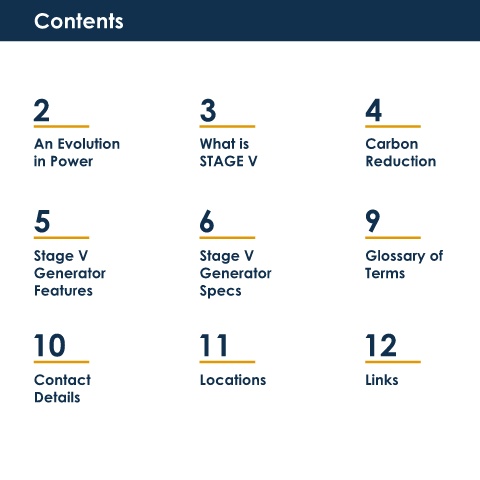 Contents
2
An Evolution
in Power
3
What is
STAGE V
4
Carbon
Reduction
5
Stage V
Generator
Features
6
Stage V
Generator
Specs
9
Glossary of
Terms
10
Contact
Details
11
Locations
12
Links